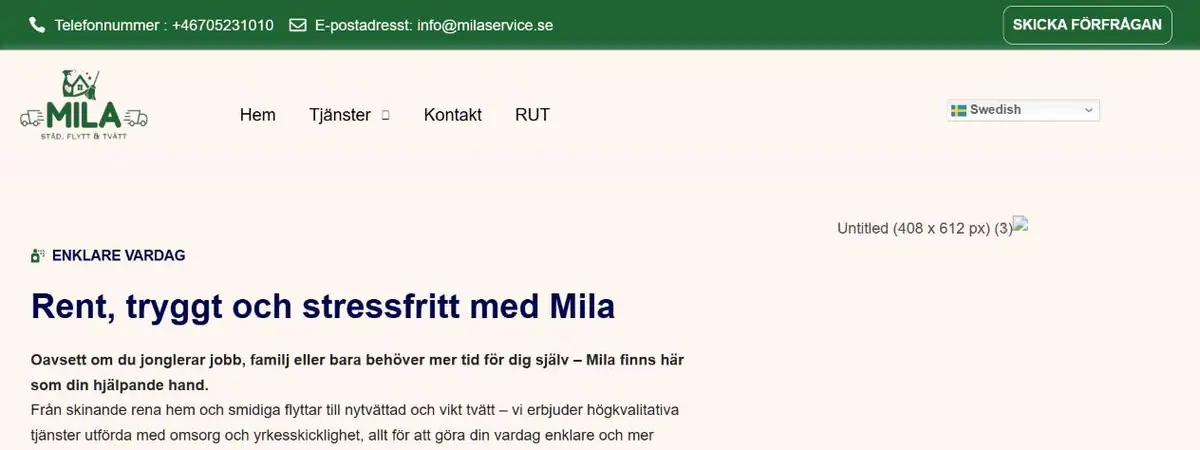 Telefonnummer : +46705231010 E-postadresst: info@milaservice.se SKICKA FÖRFRÅGAN
MILA
STÄD, FLYTT & TVÄTT
Hem Tjänster Kontakt RUT
Swedish
Untitled (408 x 612 px) (3)
ENKLARE VARDAG
Rent, tryggt och stressfritt med Mila
Oavsett om du jonglerar jobb, familj eller bara behöver mer tid för dig själv – Mila finns här
som din hjälpande hand.
Från skinande rena hem och smidiga flyttar till nytvättad och vikt tvätt – vi erbjuder högkvalitativa
tjänster utförda med omsorg och yrkesskicklighet, allt för att göra din vardag enklare och mer